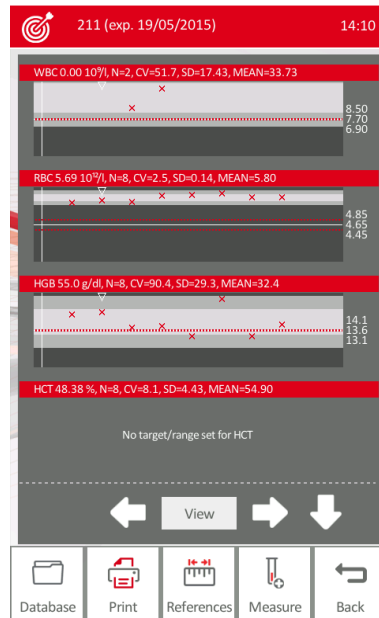 211 (exp. 19/05/2015) 14:10
WBC 0.00 10⁹/l, N=2, CV=51.7, SD=17.43, MEAN=33.73
8.50
7.70
6.90
RBC 5.69 10¹²/l, N=8, CV=2.5, SD=0.14, MEA=5.80
4.85
4.65
4.45
HGB 55.0 g/dl, N=8, CV=90.4, SD=29.3, MEAN=32.4
14.1
13.6
13.1
HCT 48.38 %, N=8, CV=8.1, SD=4.43, MEAN=54.90
No target/range set for HCT
View
Database Print References Measure Back